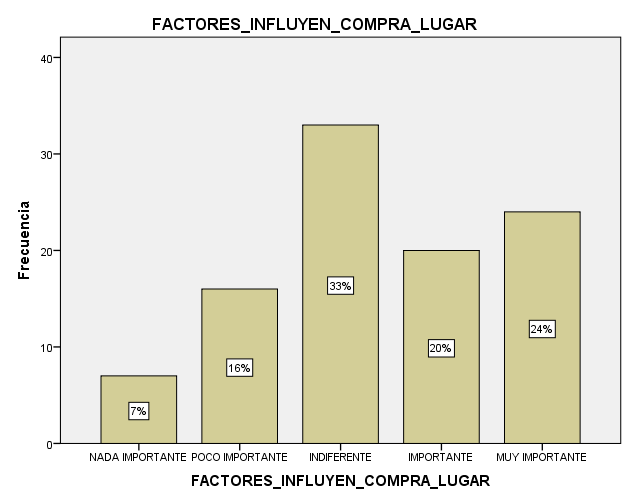 FACTORES_INFLUYEN_COMPRA_LUGAR
40
30
20
10
0
Frecuencia
7%
16%
33%
20%
24%
NADA IMPORTANTE
POCO IMPORTANTE
INDIFERENTE
IMPORTANTE
MUY IMPORTANTE
FACTORES_INFLUYEN_COMPRA_LUGAR